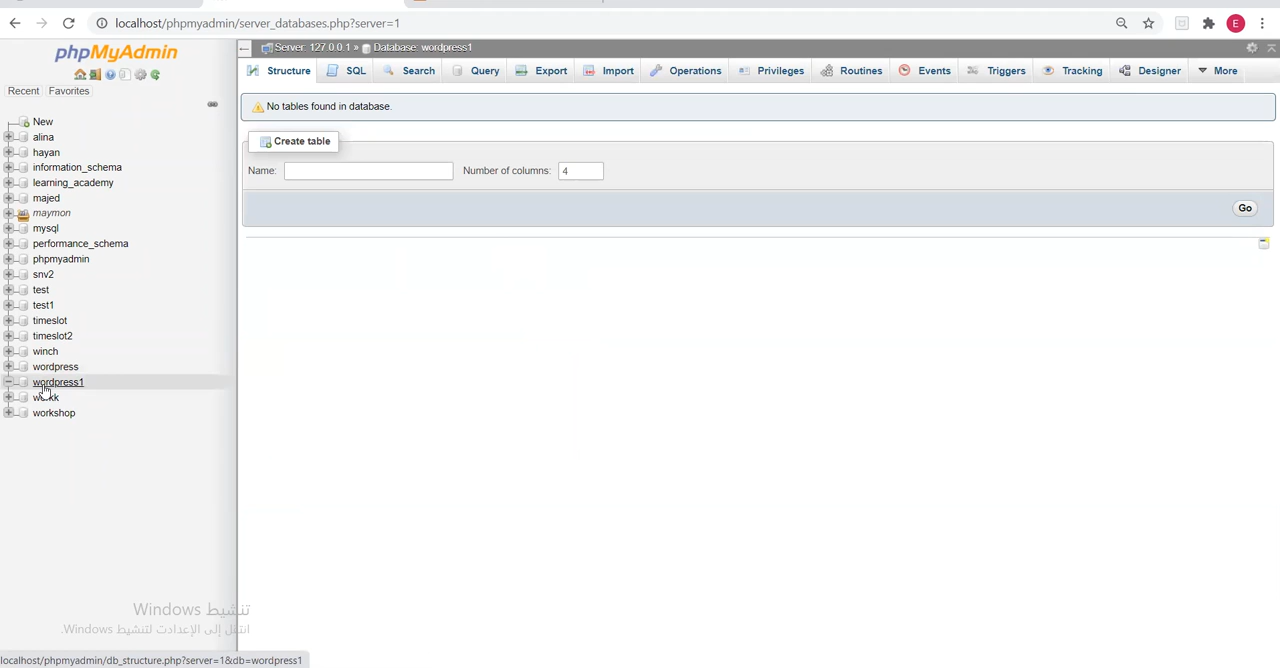 localhost/phpmyadmin/server_databases.php?server=1
E
phpMyAdmin
Recent Favorites
New
alina
hayan
information_schema
learning_academy
majed
maymon
mysql
performance_schema
phpmyadmin
snv2
test
test1
timeslot
timeslot2
winch
wordpress
wordpress1
workk
workshop
Server: 127.0.0.1 » Database: wordpress1
Structure SQL Search Query Export Import Operations Privileges Routines Events Triggers Tracking Designer More
No tables found in database.
Create table
Name: Number of columns: 4
Go
تنشيط Windows
انتقل إلى الإعدادت لتنشيط Windows.
localhost/phpmyadmin/db_structure.php?server=1&db=wordpress1